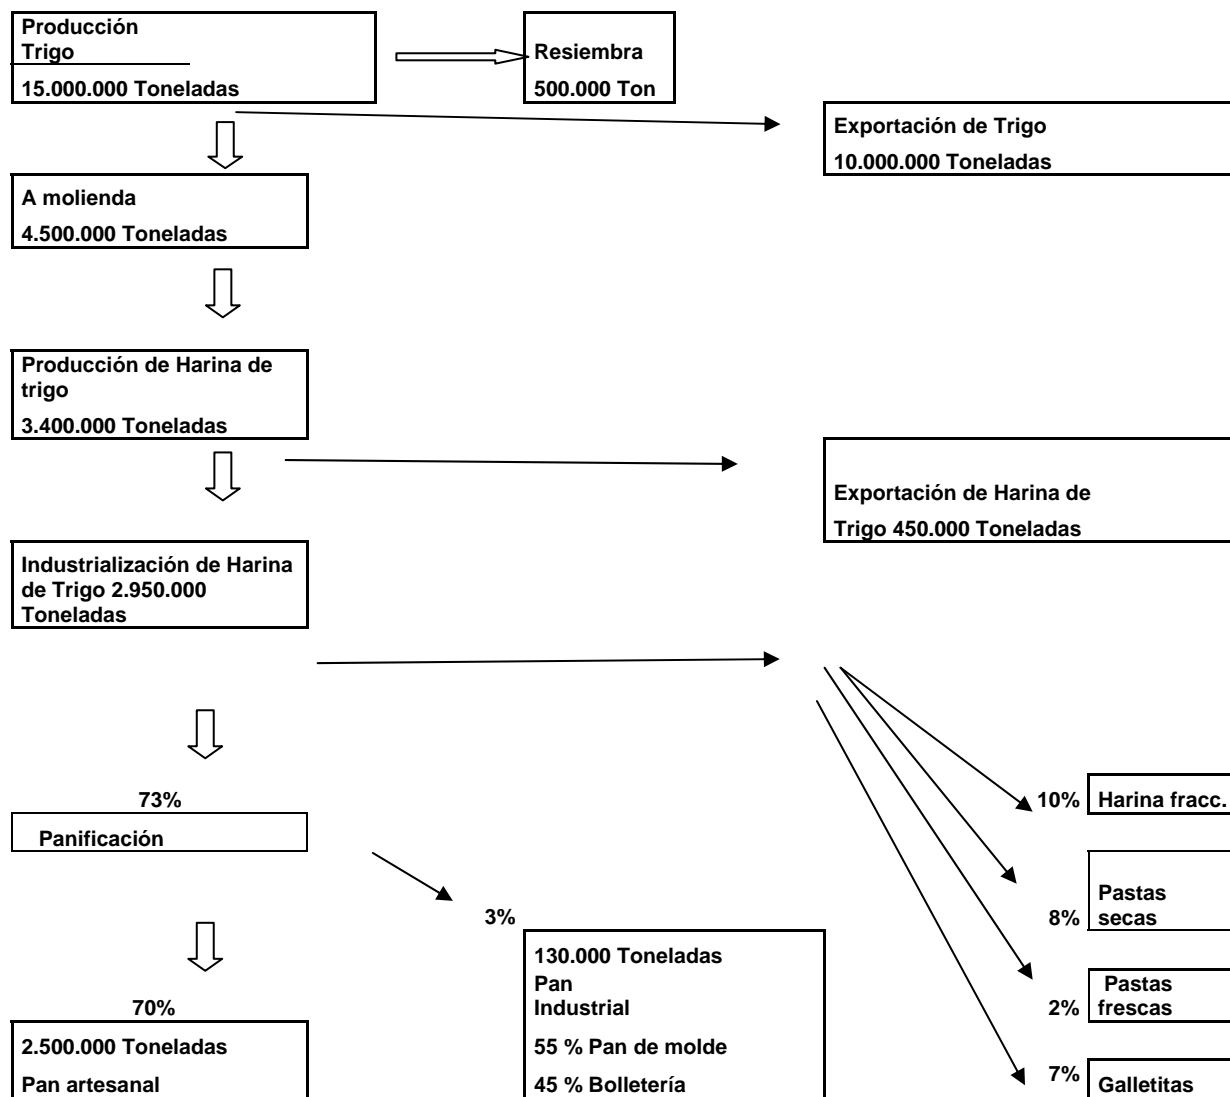 Producción
Trigo
15.000.000 Toneladas
Resiembra
500.000 Ton
Exportación de Trigo
10.000.000 Toneladas
A molienda
4.500.000 Toneladas
Producción de Harina de
trigo
3.400.000 Toneladas
Exportación de Harina de
Trigo 450.000 Toneladas
Industrialización de Harina
de Trigo 2.950.000
Toneladas
73%
Panificación
10%
Harina fracc.
8%
Pastas
secas
2%
Pastas
frescas
7%
Galletitas
3%
130.000 Toneladas
Pan
Industrial
55 % Pan de molde
45 % Bolletería
70%
2.500.000 Toneladas
Pan artesanal